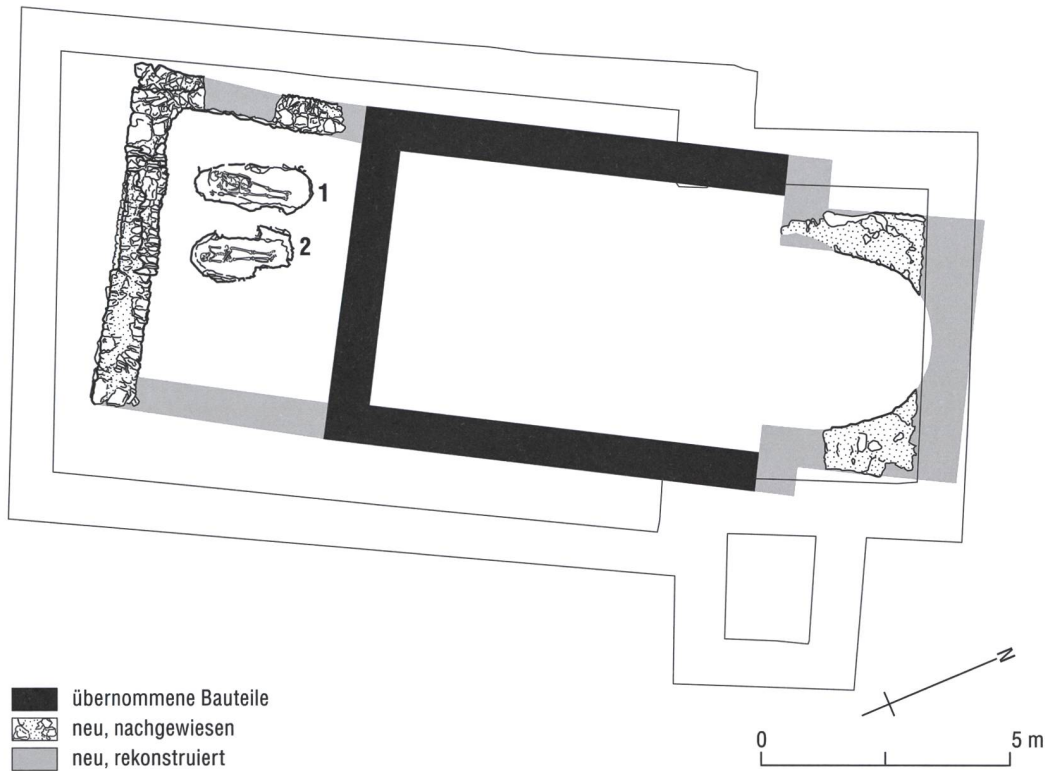 1
2
übernommene Bauteile
neu, nachgewiesen
neu, rekonstruiert
N
0 5 m